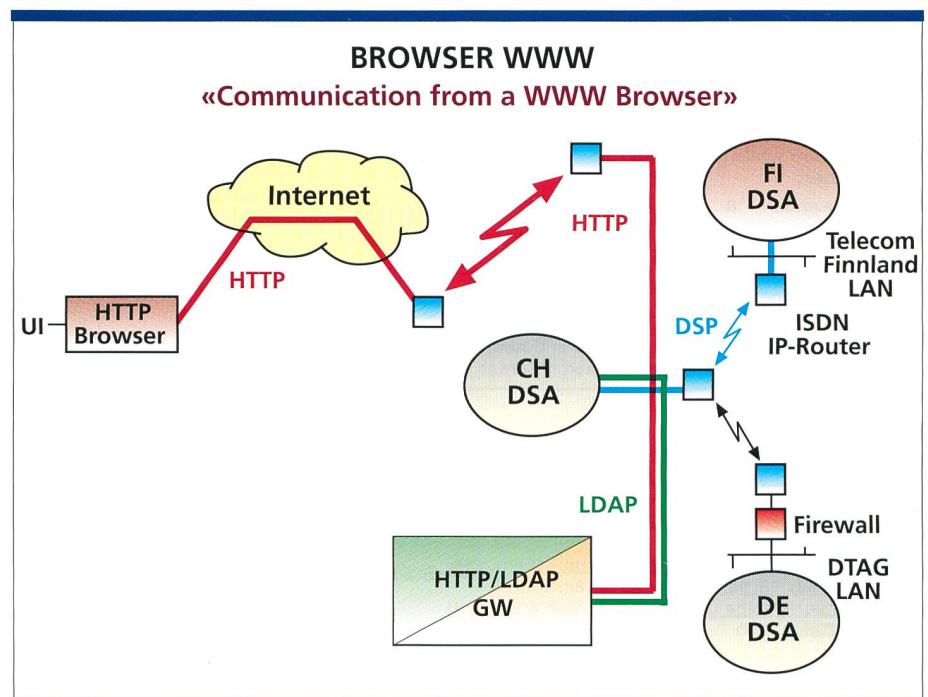 BROWSER WWW
«Communication from a WWW Browser»
Internet
HTTP
HTTP
UI
HTTP
Browser
FI
DSA
Telecom
Finnland
LAN
ISDN
IP-Router
DSP
CH
DSA
LDAP
HTTP/LDAP
GW
Firewall
DTAG
LAN
DE
DSA